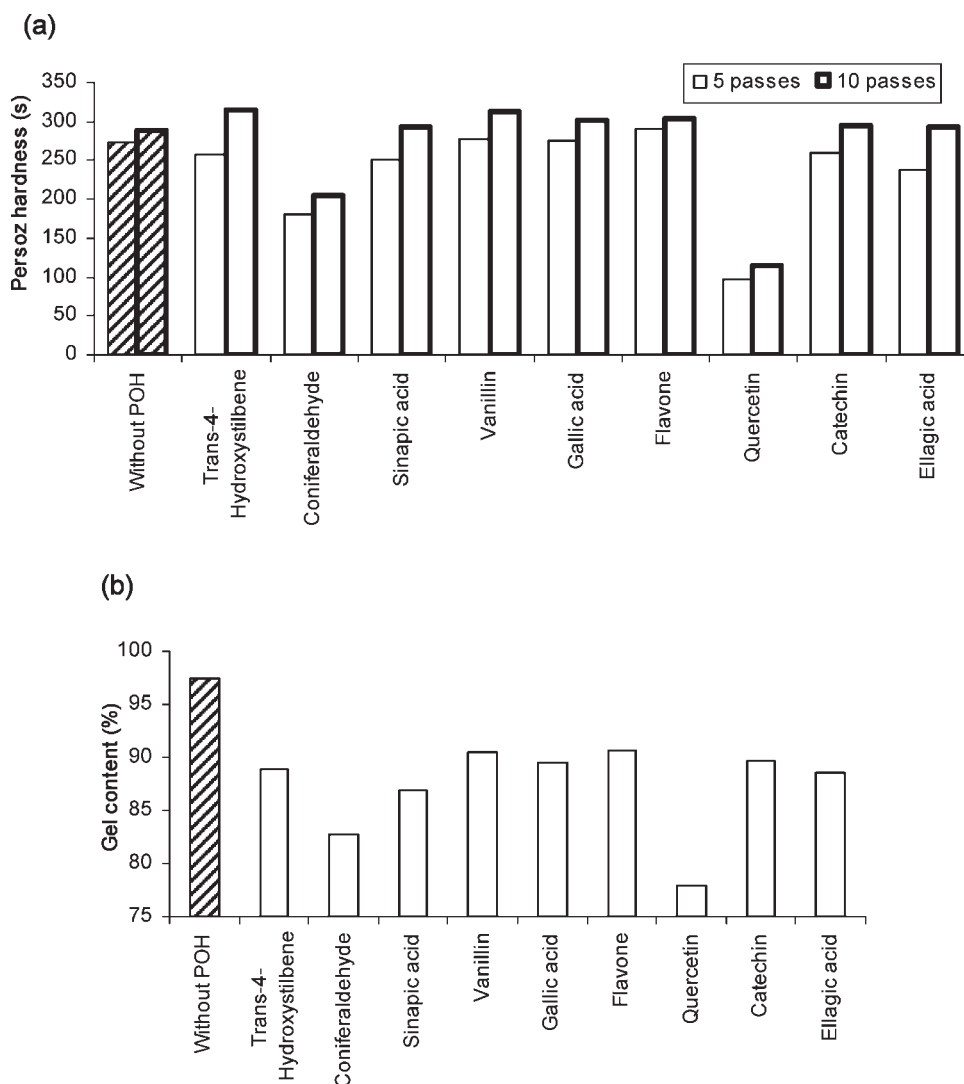 (a)
Persoz hardness (s)
350
300
250
200
150
100
50
0
5 passes 10 passes
Without POH
Trans-4-
Hydroxystilbene
Coniferaldehyde
Sinapic acid
Vanillin
Gallic acid
Flavone
Quercetin
Catechin
Ellagic acid
(b)
Gel content (%)
100
95
90
85
80
75
Without POH
Trans-4-
Hydroxystilbene
Coniferaldehyde
Sinapic acid
Vanillin
Gallic acid
Flavone
Quercetin
Catechin
Ellagic acid